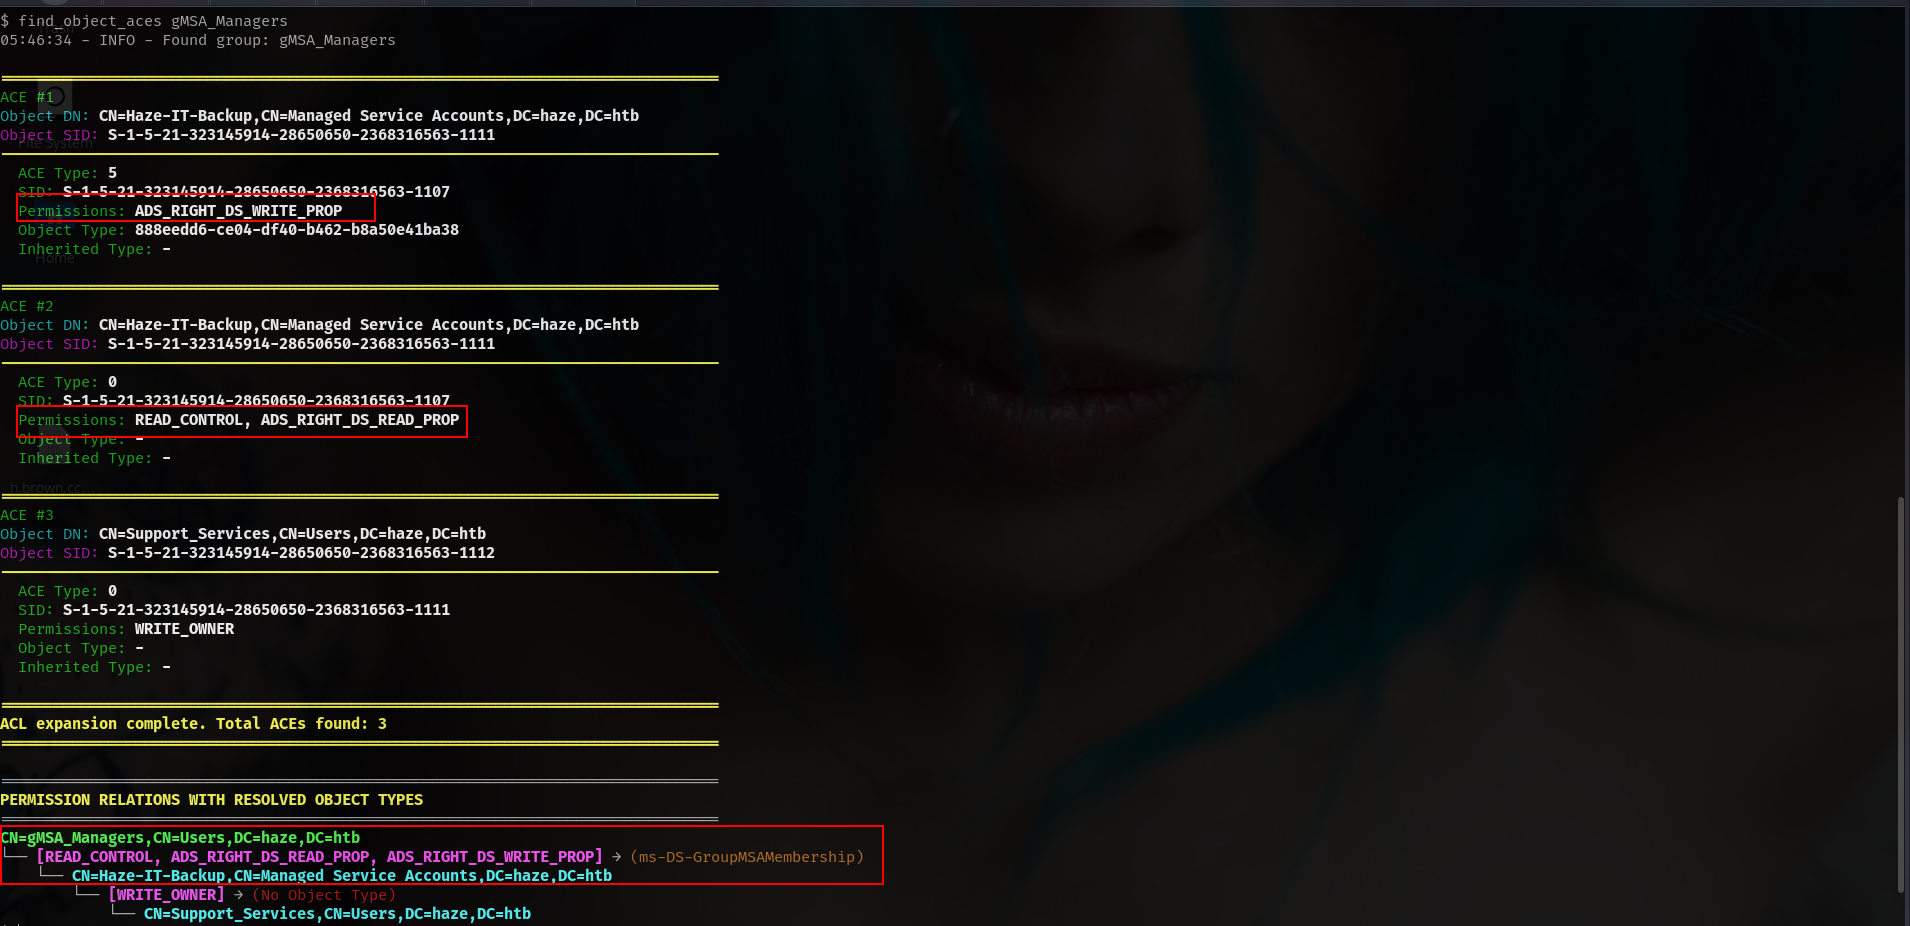 $ find_object_aces gMSA_Managers
05:46:34 - INFO - Found group: gMSA_Managers
ACE #1
Object DN: CN=Haze-IT-Backup,CN=Managed Service Accounts,DC=haze,DC=htb
Object SID: S-1-5-21-323145914-28650650-2368316563-1111
File System
ACE Type: 5
SID: S-1-5-21-323145914-28650650-2368316563-1107
Permissions: ADS_RIGHT_DS_WRITE_PROP
Object Type: 888eedd6-ce04-df40-b462-b8a50e41ba38
Inherited Type: -
Home
ACE #2
Object DN: CN=Haze-IT-Backup,CN=Managed Service Accounts,DC=haze,DC=htb
Object SID: S-1-5-21-323145914-28650650-2368316563-1111
ACE Type: 0
SID: S-1-5-21-323145914-28650650-2368316563-1107
Permissions: READ_CONTROL, ADS_RIGHT_DS_READ_PROP
Object Type: -
Inherited Type: -
h.brown.cc...
ACE #3
Object DN: CN=Support_Services,CN=Users,DC=haze,DC=htb
Object SID: S-1-5-21-323145914-28650650-2368316563-1112
ACE Type: 0
SID: S-1-5-21-323145914-28650650-2368316563-1111
Permissions: WRITE_OWNER
Object Type: -
Inherited Type: -
ACL expansion complete. Total ACEs found: 3
PERMISSION RELATIONS WITH RESOLVED OBJECT TYPES
CN=gMSA_Managers,CN=Users,DC=haze,DC=htb
└── [READ_CONTROL, ADS_RIGHT_DS_READ_PROP, ADS_RIGHT_DS_WRITE_PROP] → (ms-DS-GroupMSAMembership)
└── CN=Haze-IT-Backup,CN=Managed Service Accounts,DC=haze,DC=htb
└── [WRITE_OWNER] → (No Object Type)
└── CN=Support_Services,CN=Users,DC=haze,DC=htb